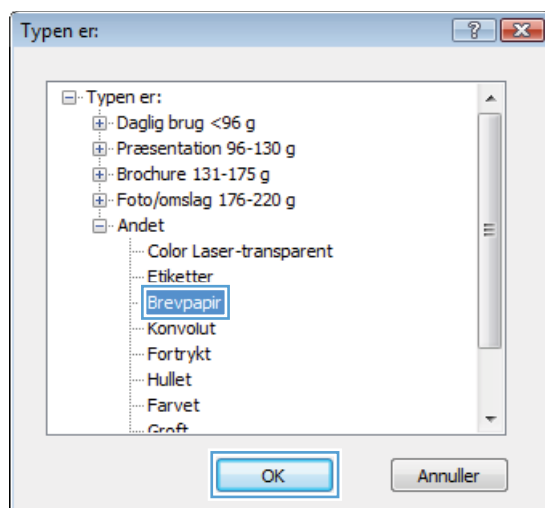 Typen er:
Typen er:
Daglig brug <96 g
Præsentation 96-130 g
Brochure 131-175 g
Foto/omslag 176-220 g
Andet
Color Laser-transparent
Etiketter
Brevpapir
Konvolut
Fortrykt
Hullet
Farvet
Groft
OK Annuller